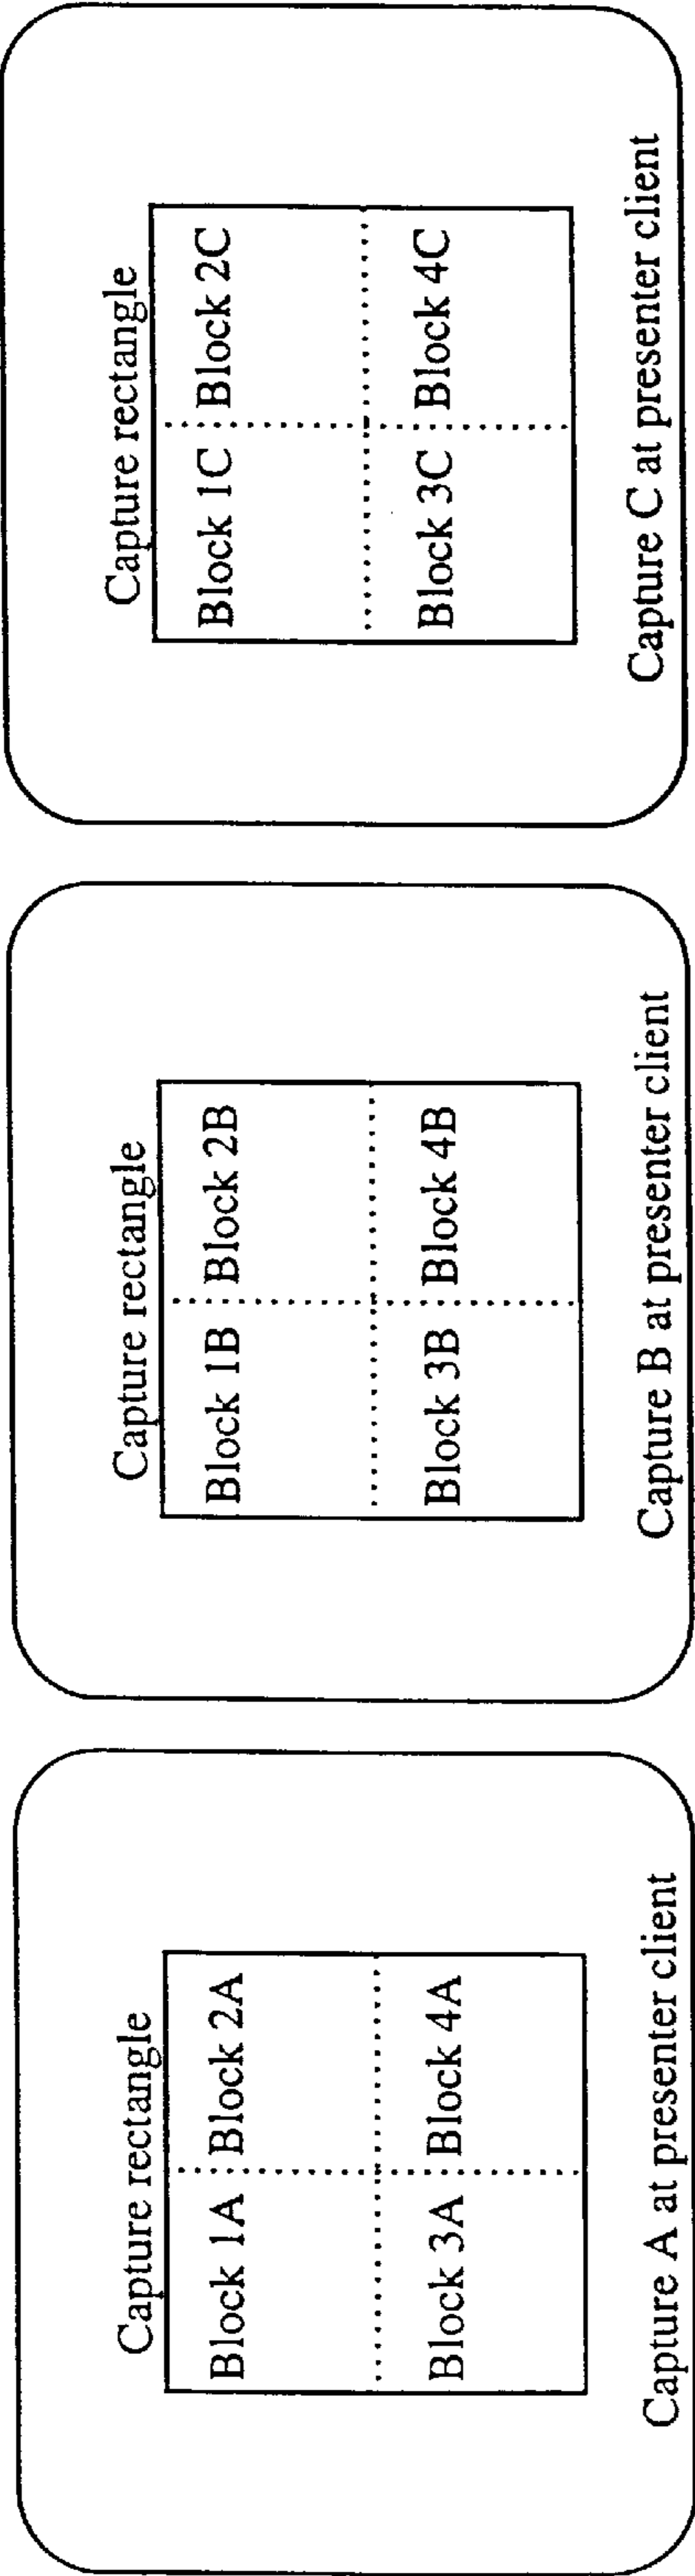 Capture rectangle
Block 1A Block 2A
Block 3A Block 4A
Capture A at presenter client
Capture rectangle
Block 1B Block 2B
Block 3B Block 4B
Capture B at presenter client
Capture rectangle
Block 1C Block 2C
Block 3C Block 4C
Capture C at presenter client